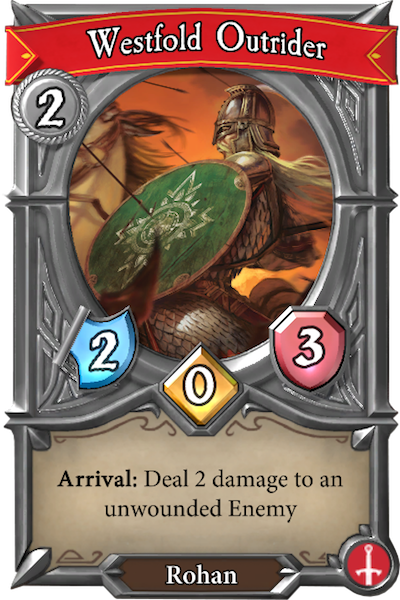 Westfold Outrider
2
2
0
3
Arrival: Deal 2 damage to an
unwounded Enemy
Rohan